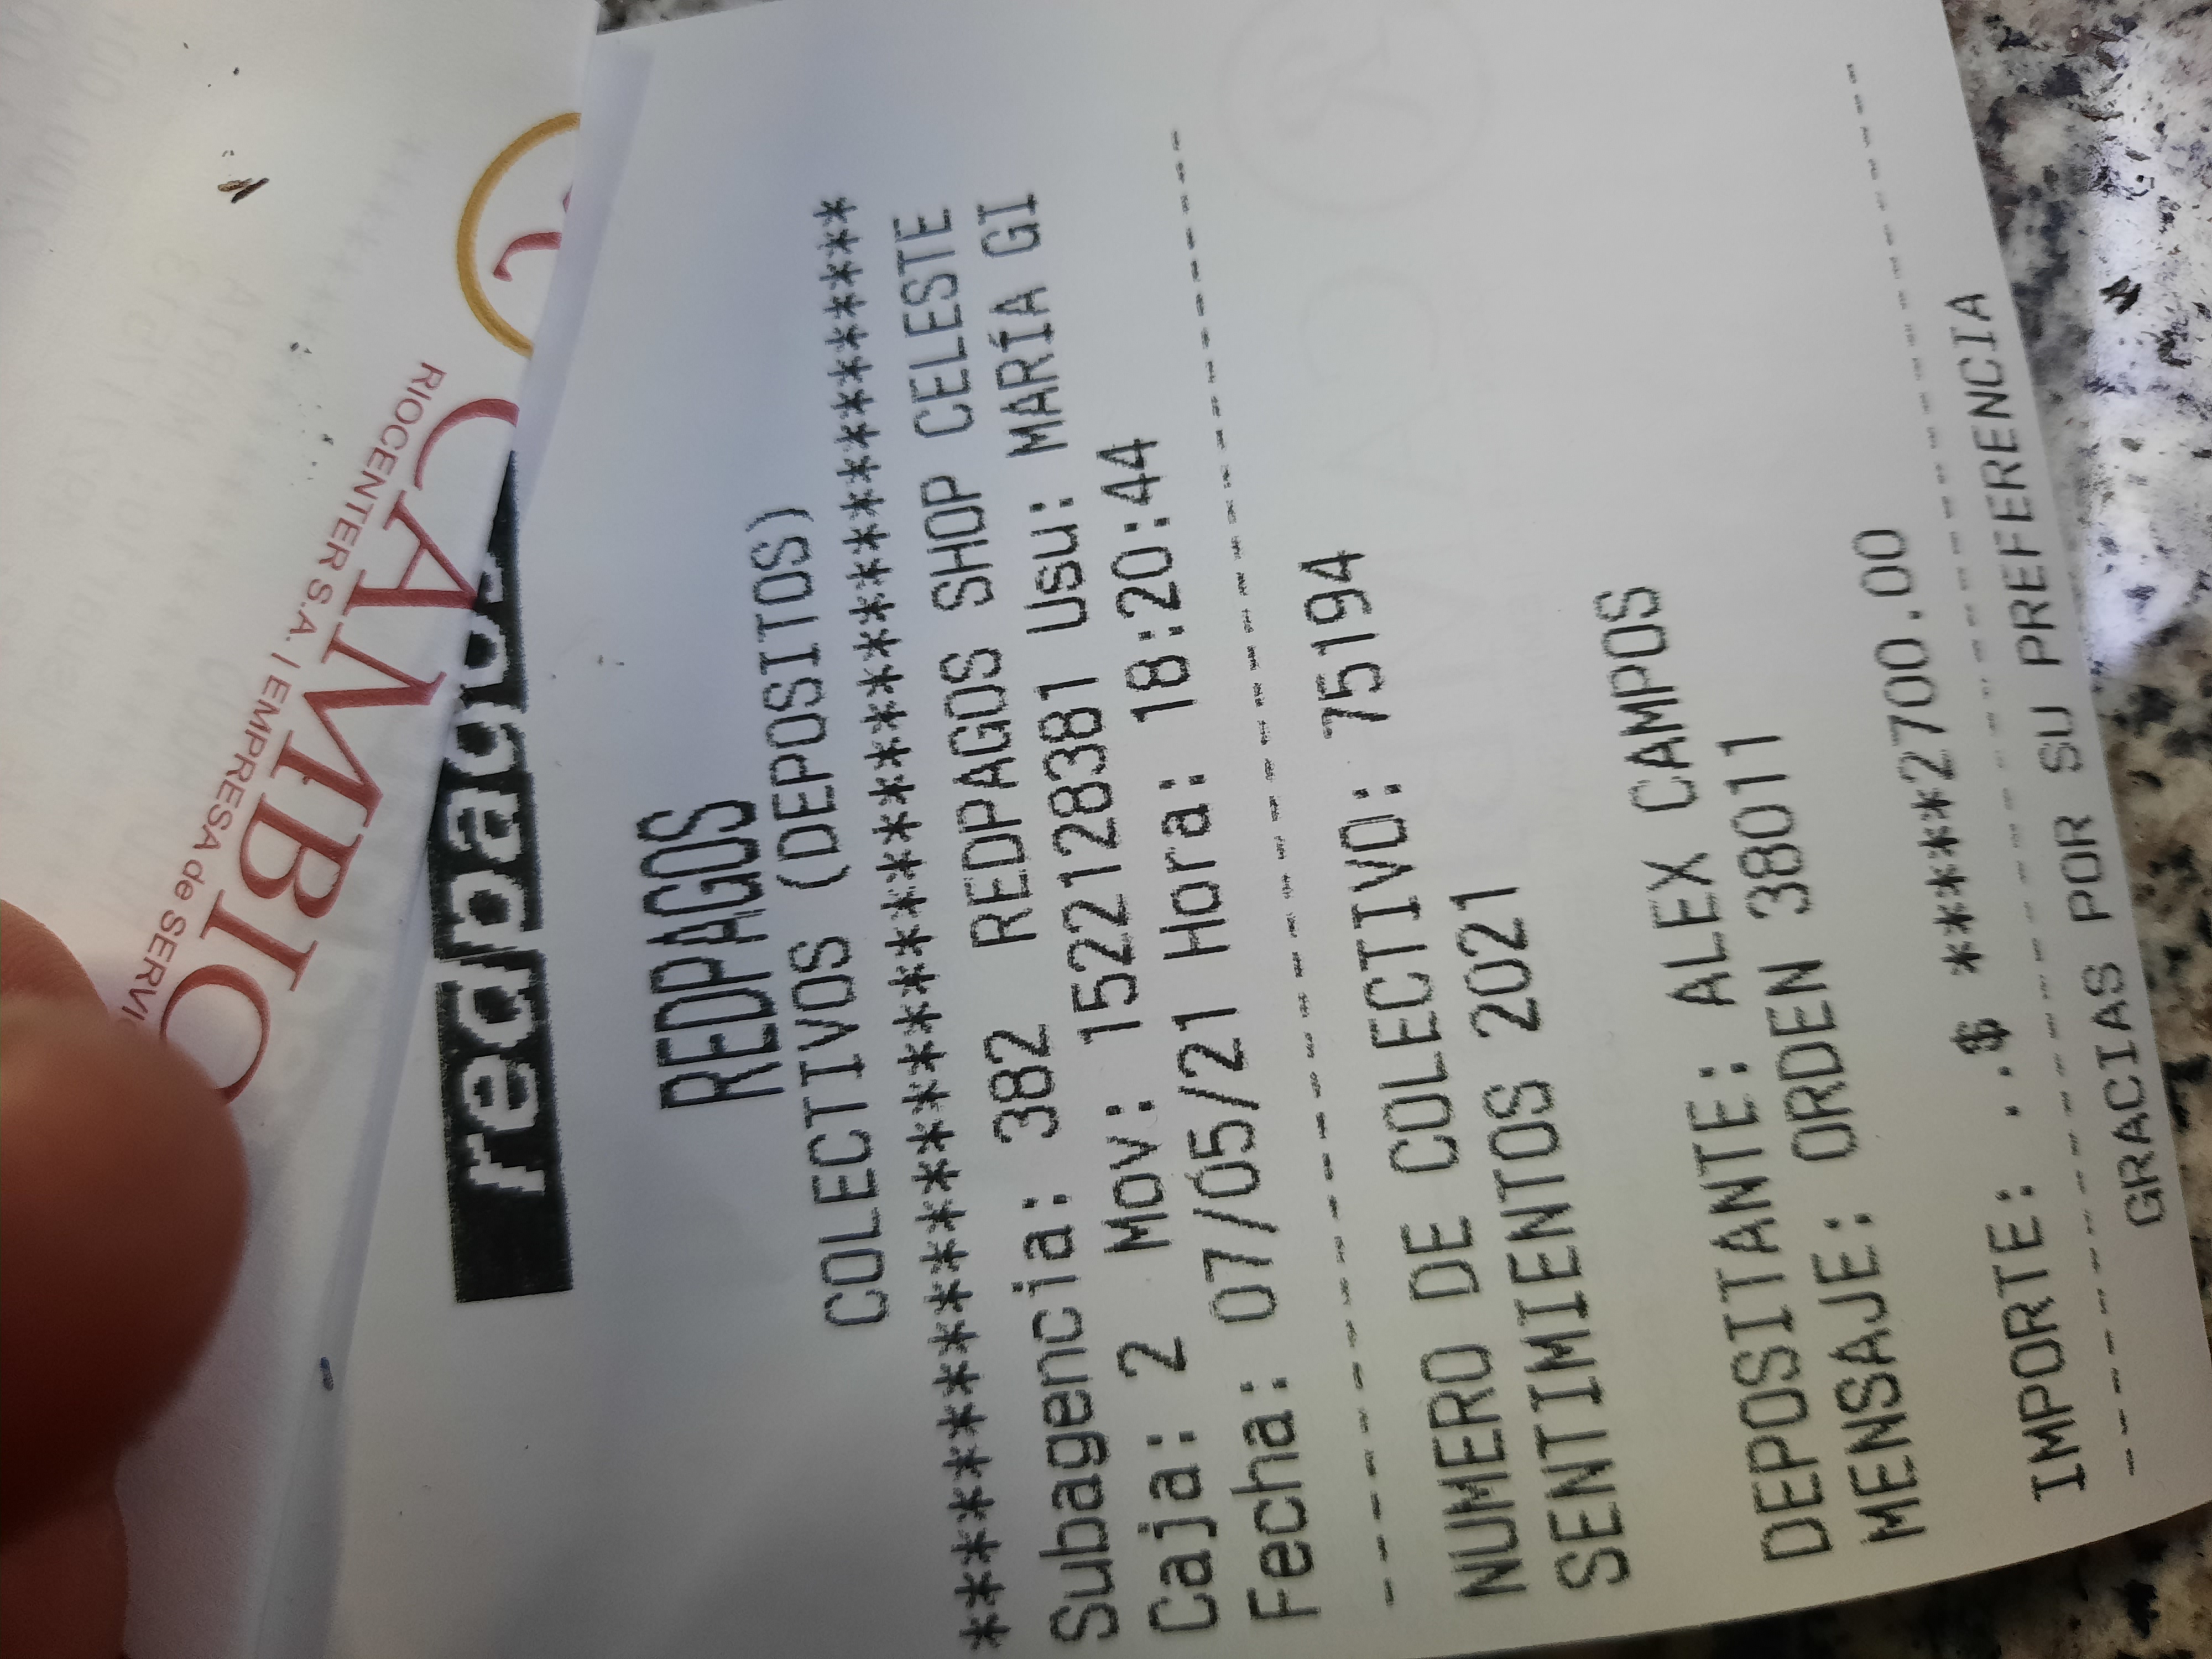 RIOCENTER S.A. | EMPRESA de
CAMBIO
redpagos
REDPAGOS
COLECTIVOS (DEPOSITOS)
************************************
Subagencia: 382 REDPAGOS SHOP CELESTE
Caja: 2 Mov: 1522128381 Usu: MARÍA GI
Fecha: 07/05/21 Hora: 18:20:44
------------------------------------
NUMERO DE COLECTIVO: 75194
SENTIMIENTOS 2021
DEPOSITANTE: ALEX CAMPOS
MENSAJE: ORDEN 38011
IMPORTE: ..$ *****2700.00
------------------------------------
GRACIAS POR SU PREFERENCIA